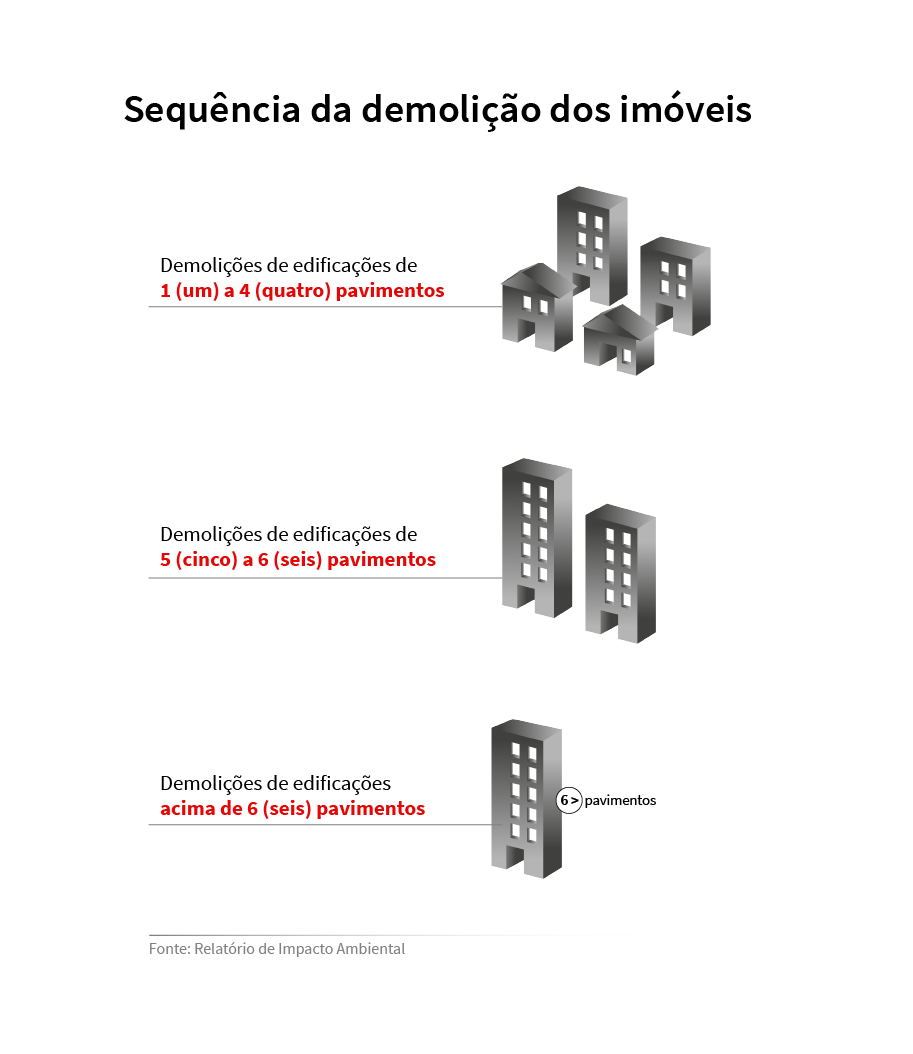 Sequência da demolição dos imóveis
Demolições de edificações de
1 (um) a 4 (quatro) pavimentos
Demolições de edificações de
5 (cinco) a 6 (seis) pavimentos
Demolições de edificações
acima de 6 (seis) pavimentos
6 > pavimentos
Fonte: Relatório de Impacto Ambiental